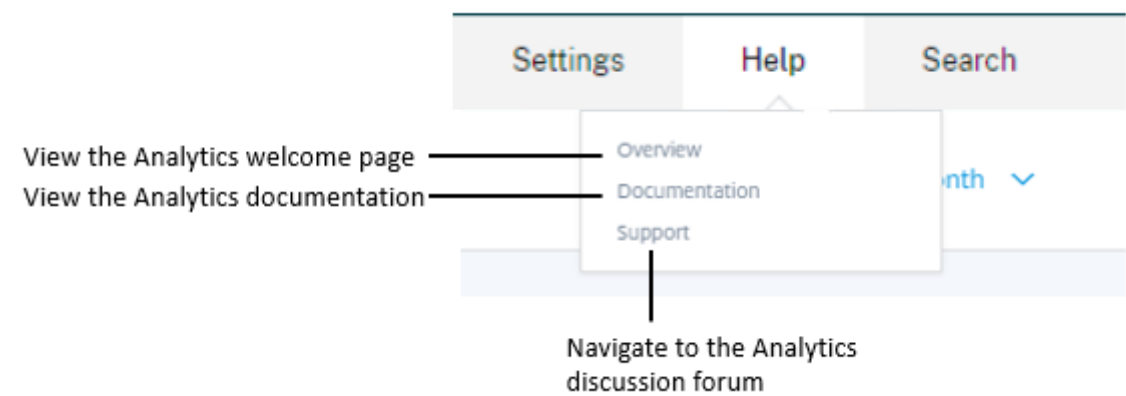 Settings Help Search
Overview
View the Analytics welcome page
onth
Documentation
View the Analytics documentation
Support
Navigate to the Analytics
discussion forum